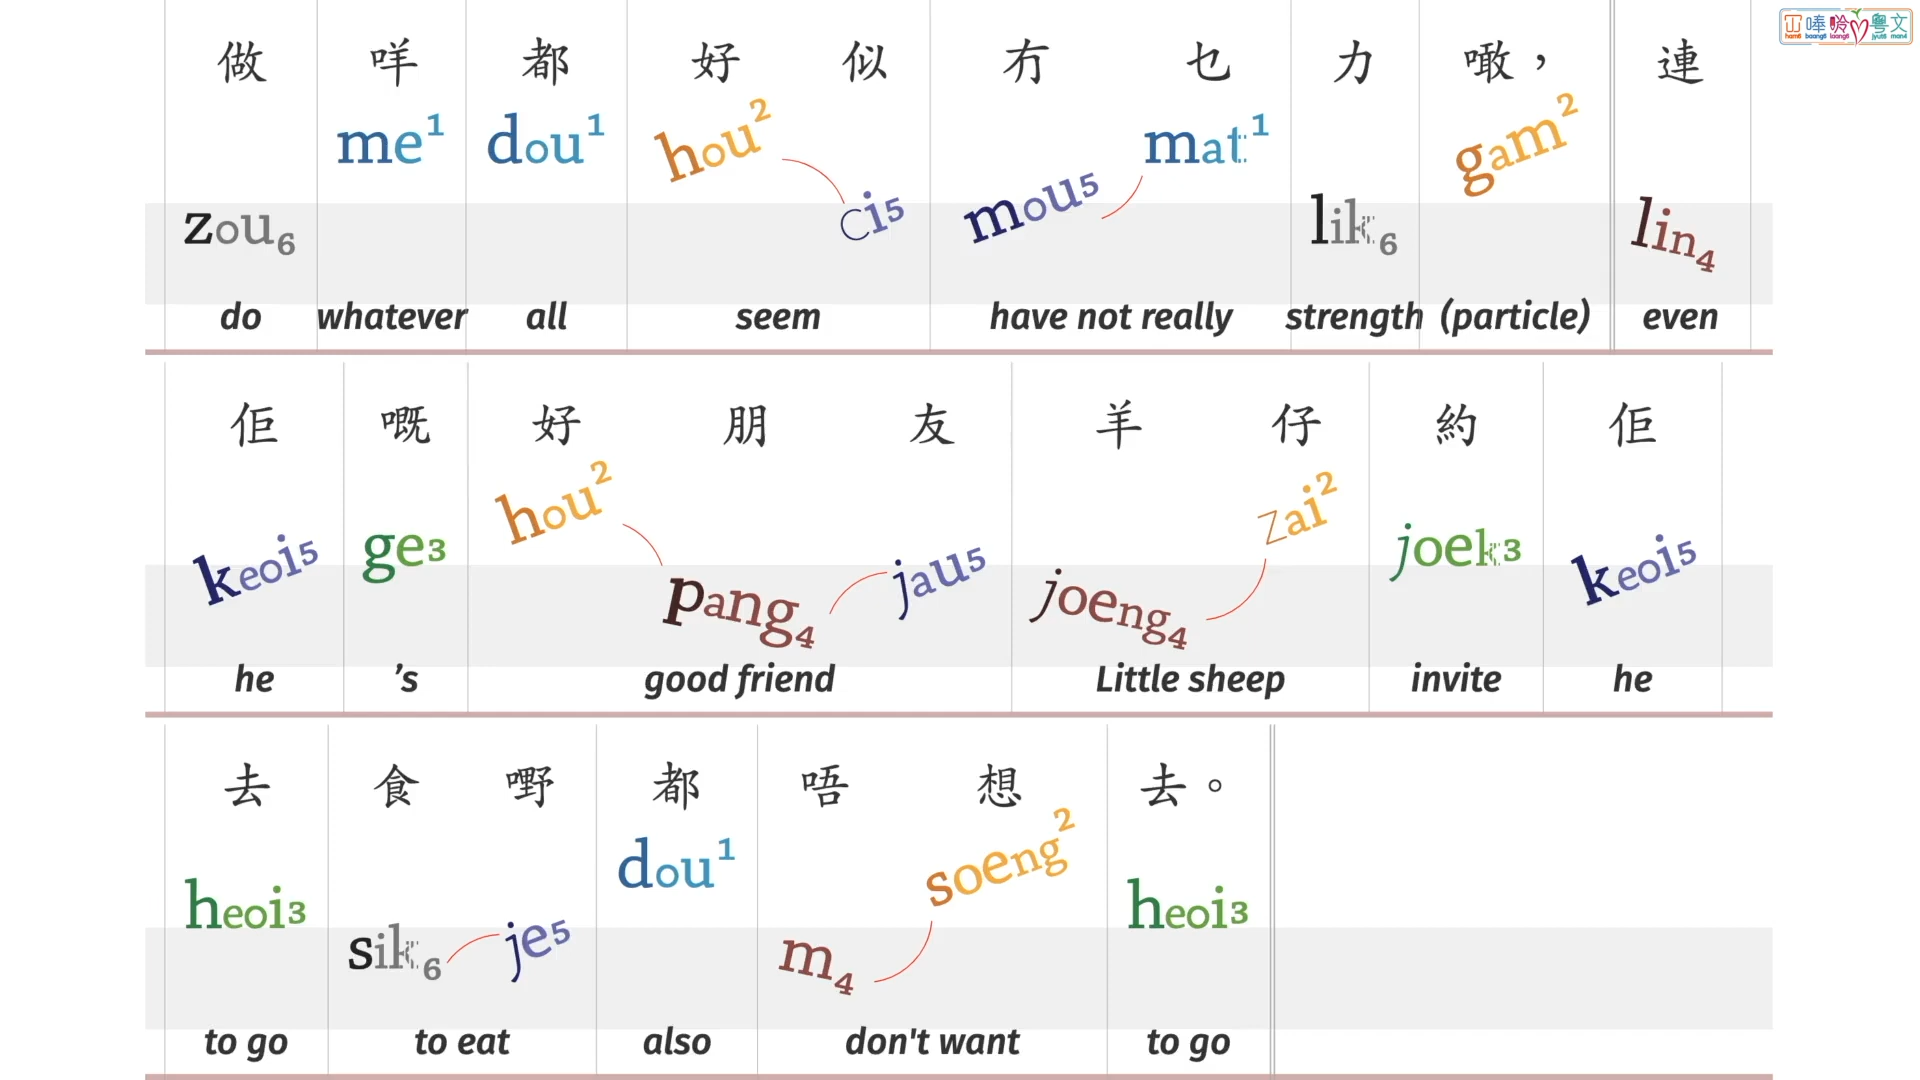 做 咩 都 好 似 冇 乜 力 噉， 連
zou6 me1 dou1 hou2 ci5 mou5 mat1 lik6 gam2 lin4
do whatever all seem have not really strength (particle) even
佢 嘅 好 朋 友 羊 仔 約 佢
keoi5 ge3 hou2 pang4 jau5 joeng4 zai2 joek3 keoi5
he ’s good friend Little sheep invite he
去 食 嘢 都 唔 想 去。
heoi3 sik6 je5 dou1 m4 soeng2 heoi3
to go to eat also don't want to go